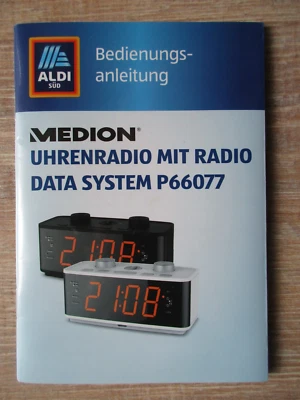 Bedienungs-
anleitung
ALDI
SÜD
MEDION®
UHRENRADIO MIT RADIO
DATA SYSTEM P66077
21:08
21:08